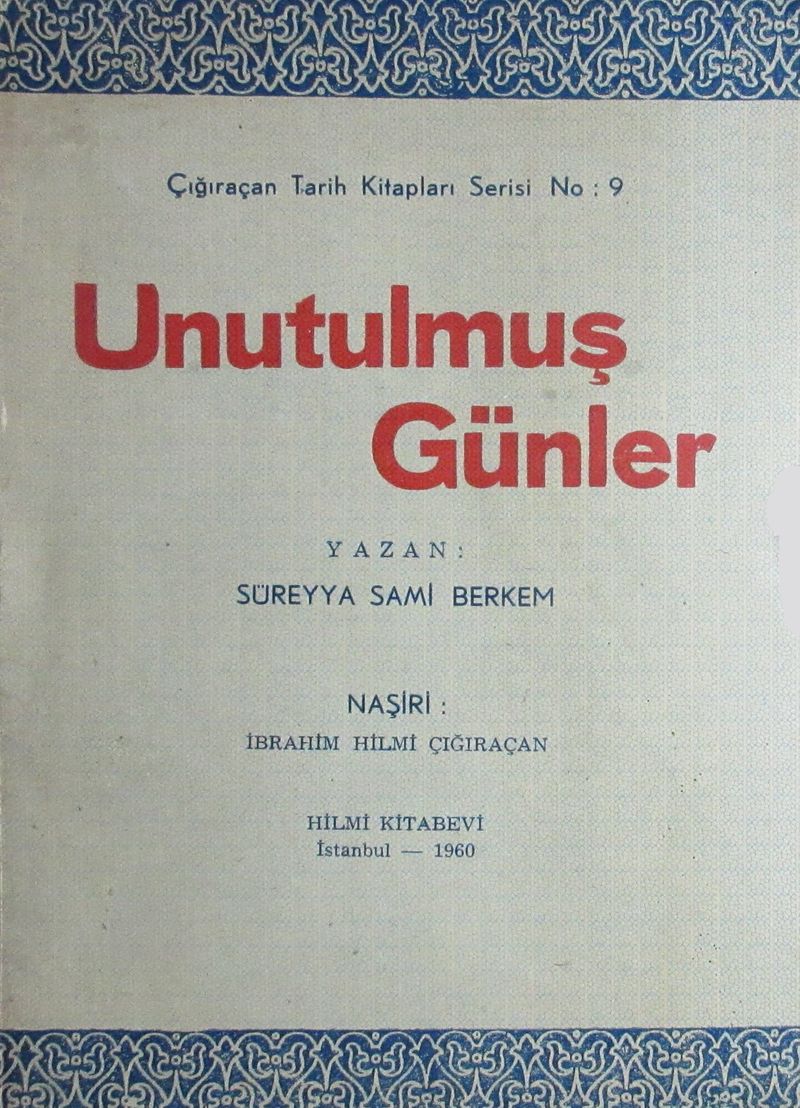 Çığıraçan Tarih Kitapları Serisi No : 9
Unutulmuş
Günler
YAZAN :
SÜREYYA SAMİ BERKEM
NAŞİRİ :
İBRAHİM HİLMİ ÇIĞIRAÇAN
HİLMİ KİTABEVİ
İstanbul — 1960